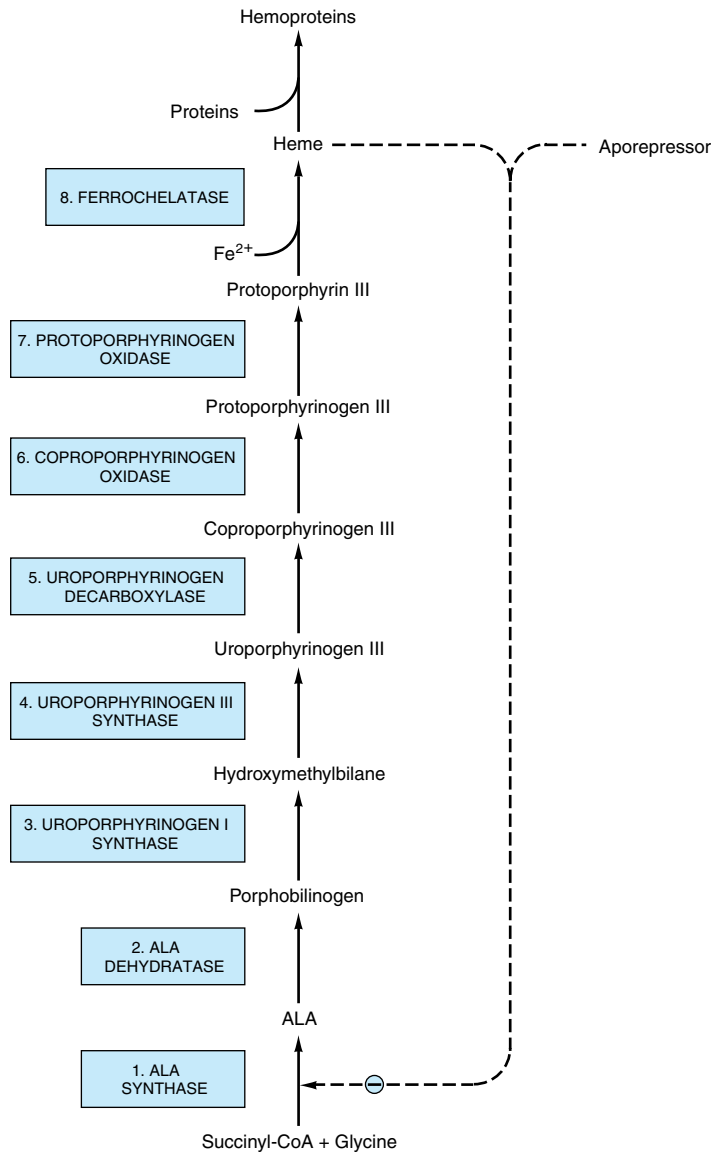 Hemoproteins
Proteins
Heme
Aporepressor
8. FERROCHELATASE
Fe2+
Protoporphyrin III
7. PROTOPORPHYRINOGEN
OXIDASE
Protoporphyrinogen III
6. COPROPORPHYRINOGEN
OXIDASE
Coproporphyrinogen III
5. UROPORPHYRINOGEN
DECARBOXYLASE
Uroporphyrinogen III
4. UROPORPHYRINOGEN III
SYNTHASE
Hydroxymethylbilane
3. UROPORPHYRINOGEN I
SYNTHASE
Porphobilinogen
2. ALA
DEHYDRATASE
ALA
1. ALA
SYNTHASE
−
Succinyl-CoA + Glycine